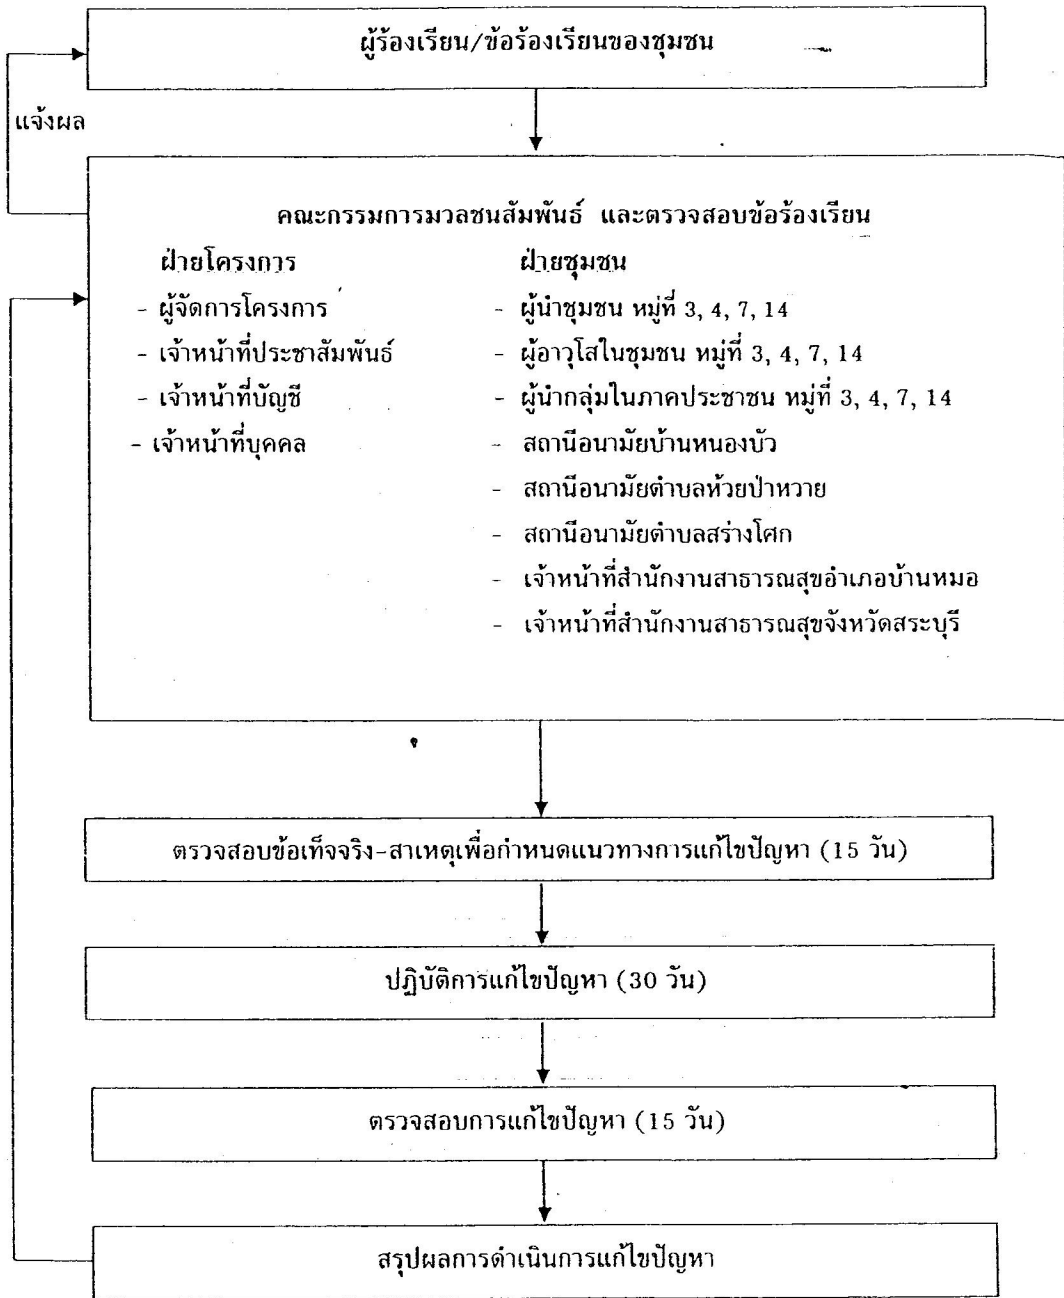 ผู้ร้องเรียน/ข้อร้องเรียนของชุมชน
แจ้งผล
คณะกรรมการมวลชนสัมพันธ์ และตรวจสอบข้อร้องเรียน
ฝ่ายโครงการ
- ผู้จัดการโครงการ
- เจ้าหน้าที่ประชาสัมพันธ์
- เจ้าหน้าที่บัญชี
- เจ้าหน้าที่บุคคล
ฝ่ายชุมชน
- ผู้นำชุมชน หมู่ที่ 3, 4, 7, 14
- ผู้อาวุโสในชุมชน หมู่ที่ 3, 4, 7, 14
- ผู้นำกลุ่มในภาคประชาชน หมู่ที่ 3, 4, 7, 14
- สถานีอนามัยบ้านหนองบัว
- สถานีอนามัยตำบลห้วยป่าหวาย
- สถานีอนามัยตำบลสร่างโศก
- เจ้าหน้าที่สำนักงานสาธารณสุขอำเภอบ้านหมอ
- เจ้าหน้าที่สำนักงานสาธารณสุขจังหวัดสระบุรี
ตรวจสอบข้อเท็จจริง-สาเหตุเพื่อกำหนดแนวทางการแก้ไขปัญหา (15 วัน)
ปฏิบัติการแก้ไขปัญหา (30 วัน)
ตรวจสอบการแก้ไขปัญหา (15 วัน)
สรุปผลการดำเนินการแก้ไขปัญหา